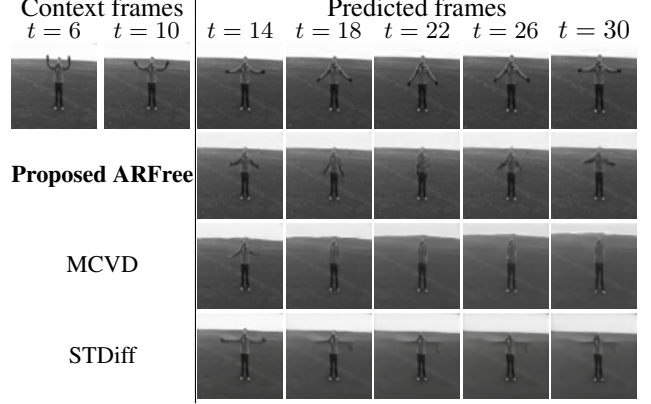 Context frames Predicted frames
t = 6 t = 10 t = 14 t = 18 t = 22 t = 26 t = 30
Proposed ARFree
MCVD
STDiff